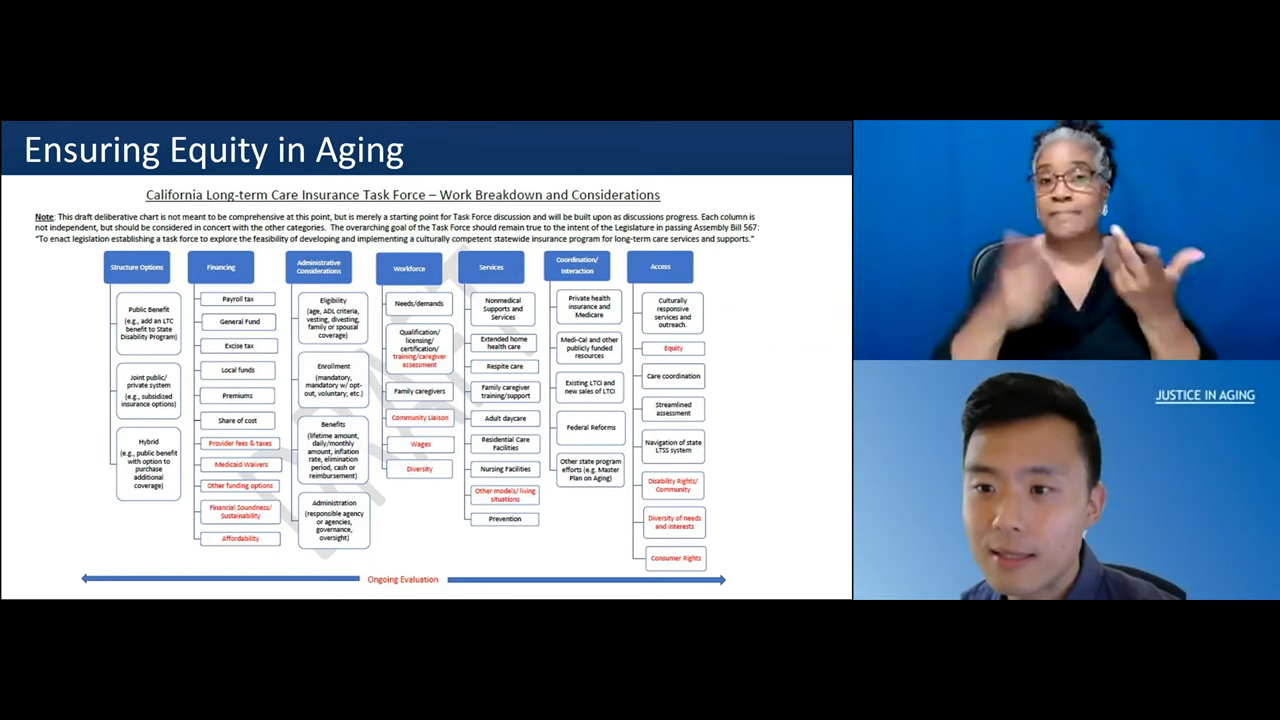 Ensuring Equity in Aging
California Long-term Care Insurance Task Force – Work Breakdown and Considerations
Note: This draft deliberative chart is not meant to be comprehensive at this point, but is merely a starting point for Task Force discussion and will be built upon as discussions progress. Each column is
not independent, but should be considered in concert with the other categories. The overarching goal of the Task Force should remain true to the intent of the Legislature in passing Assembly Bill 567:
“To enact legislation establishing a task force to explore the feasibility of developing and implementing a culturally competent statewide insurance program for long-term care services and supports.”
Structure Options
Public Benefit
(e.g., add an LTC
benefit to State
Disability Program)
Joint public/
private system
(e.g., subsidized
insurance options)
Hybrid
(e.g., public benefit
with option to
purchase
additional
coverage)
Financing
Payroll tax
General Fund
Excise tax
Local funds
Premiums
Share of cost
Provider fees & taxes
Medicaid Waivers
Other funding options
Financial Soundness/
Sustainability
Affordability
Administrative
Considerations
Eligibility
(age, ADL criteria,
vesting, divesting,
family or spousal
coverage)
Enrollment
(mandatory,
mandatory w/ opt-
out, voluntary; etc.)
Benefits
(lifetime amount,
daily/monthly
amount, inflation
rate, elimination
period, cash or
reimbursement)
Administration
(responsible agency
or agencies,
governance,
oversight)
Workforce
Needs/demands
Qualification/
licensing/
certification/
training/caregiver
assessment
Family caregivers
Community Liaison
Wages
Diversity
Services
Nonmedical
Supports and
Services
Extended home
health care
Respite care
Family caregiver
training/support
Adult daycare
Residential Care
Facilities
Nursing Facilities
Other models/ living
situations
Prevention
Coordination/
Interaction
Private health
insurance and
Medicare
Medi-Cal and other
publicly funded
resources
Existing LTCI and
new sales of LTCI
Federal Reforms
Other state program
efforts (e.g. Master
Plan on Aging)
Access
Culturally
responsive
services and
outreach.
Equity
Care coordination
Streamlined
assessment
Navigation of state
LTSS system
Disability Rights/
Community
Diversity of needs
and interests
Consumer Rights
Ongoing Evaluation
DRAFT
JUSTICE IN AGING